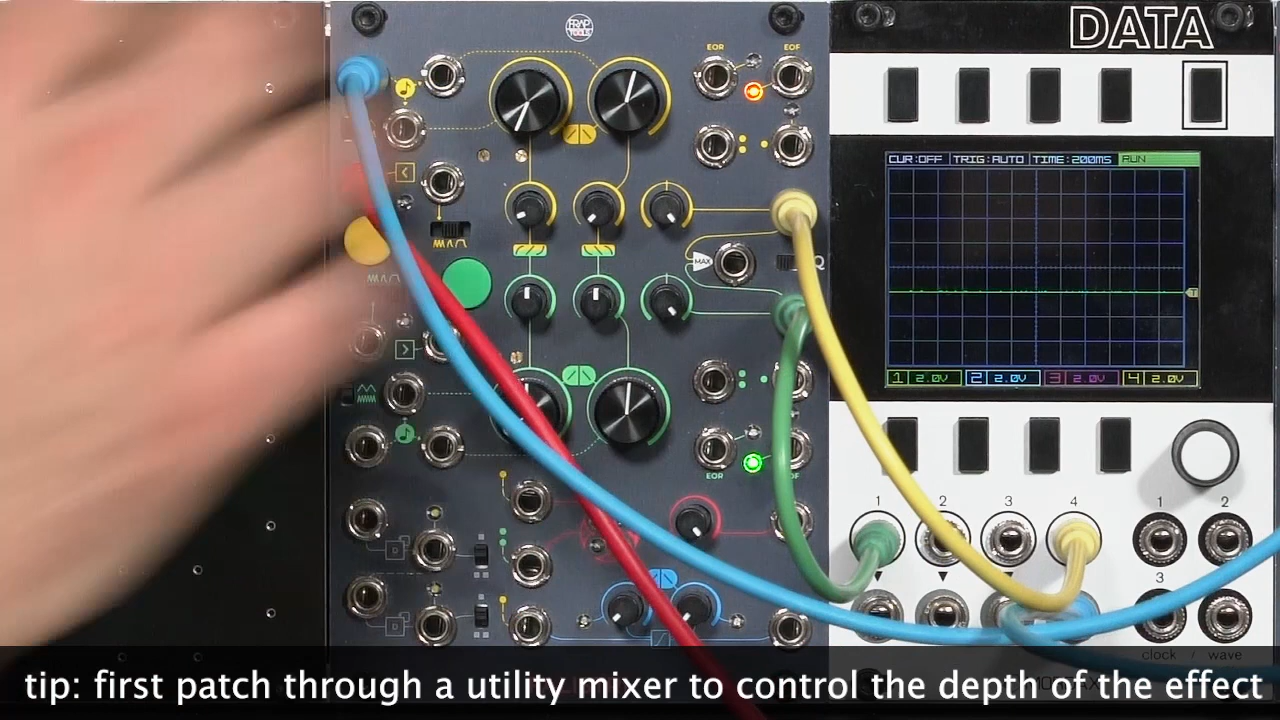 FRAP
TOOLS
DATA
EOR
EOF
CUR:OFF TRIG:AUTO TIME:200MS RUN
MAX
Q
T
1 2.0V 2 2.0V 3 2.0V 4 2.0V
EOR
1 2 3 4 1 2
D
3
D
clock / wave
tip: first patch through a utility mixer to control the depth of the effect